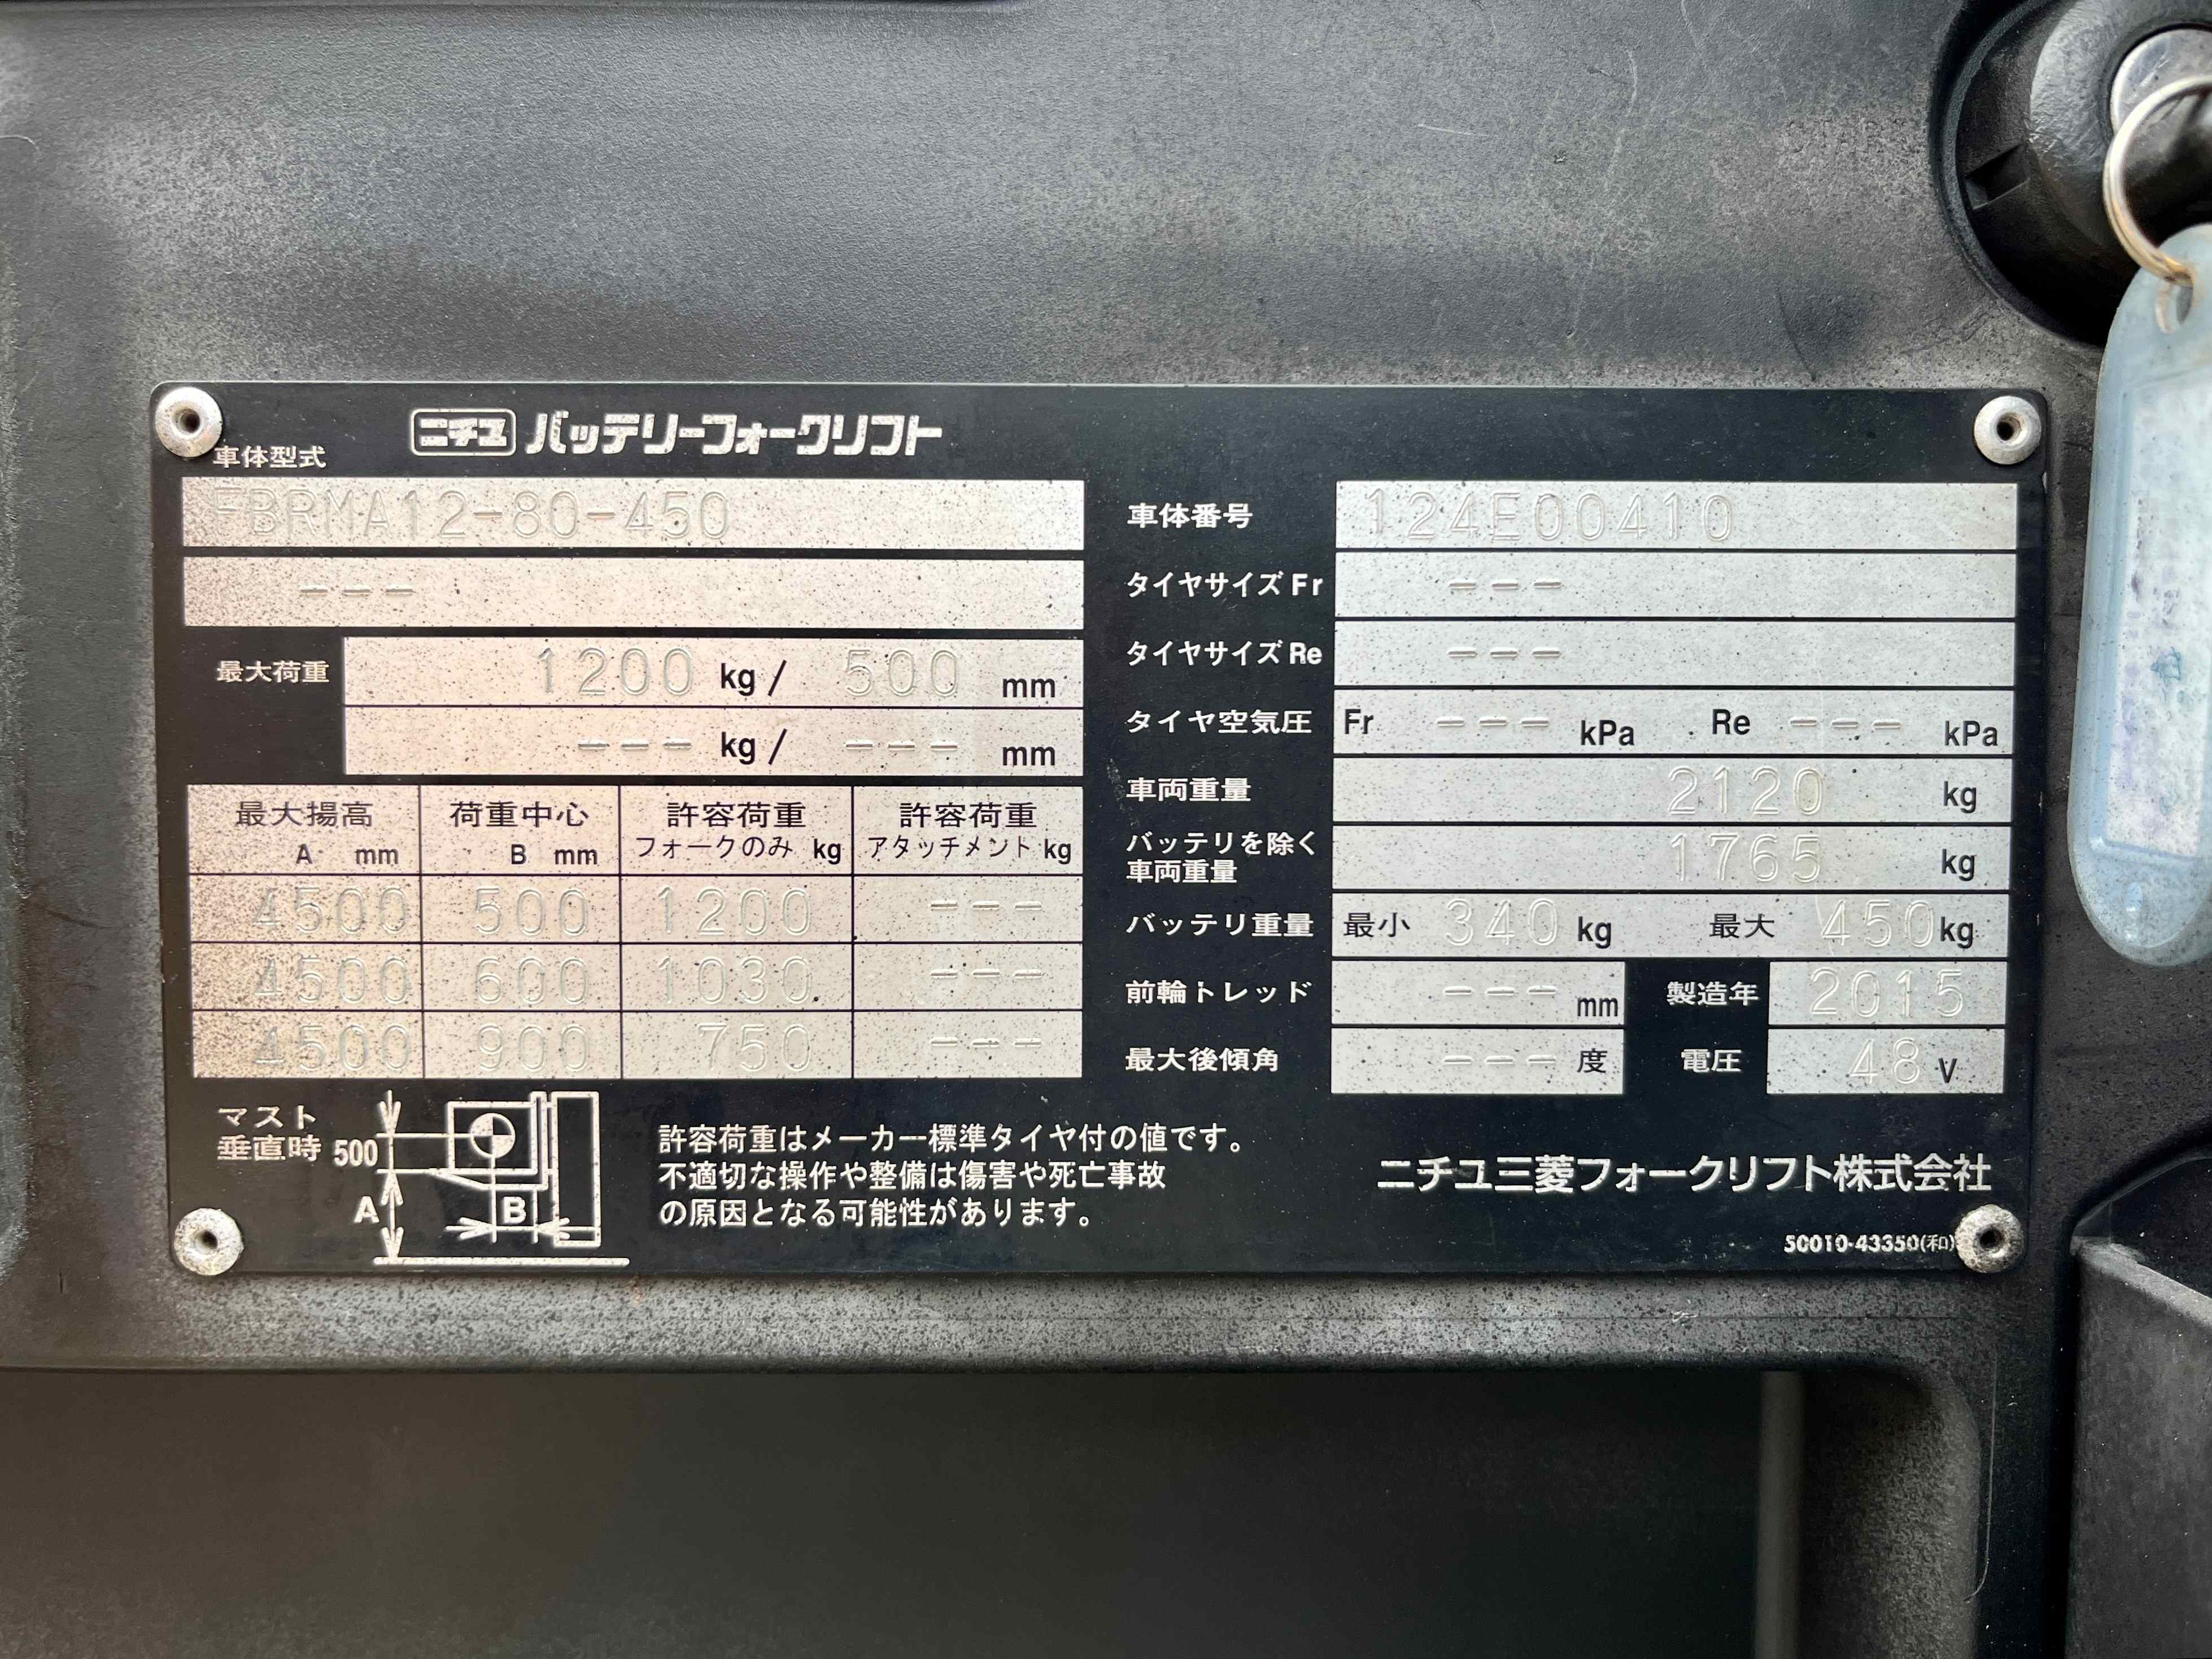 ニチユ バッテリーフォークリフト
車体型式
FBRMA12-80-450
---
最大荷重 1200 kg/ 500 mm
--- kg/ --- mm
最大揚高 荷重中心 許容荷重 許容荷重
A mm B mm フォークのみ kg アタッチメント kg
4500 500 1200 ---
4500 600 1030 ---
4500 900 750 ---
マスト
垂直時 500
A
B
許容荷重はメーカー標準タイヤ付の値です。
不適切な操作や整備は傷害や死亡事故
の原因となる可能性があります。
車体番号 124E00410
タイヤサイズ Fr ---
タイヤサイズ Re ---
タイヤ空気圧 Fr --- kPa Re --- kPa
車両重量 2120 kg
バッテリを除く
車両重量 1765 kg
バッテリ重量 最小 340 kg 最大 450 kg
前輪トレッド --- mm 製造年 2015
最大後傾角 --- 度 電圧 48 V
ニチユ三菱フォークリフト株式会社
50010-43350(和)